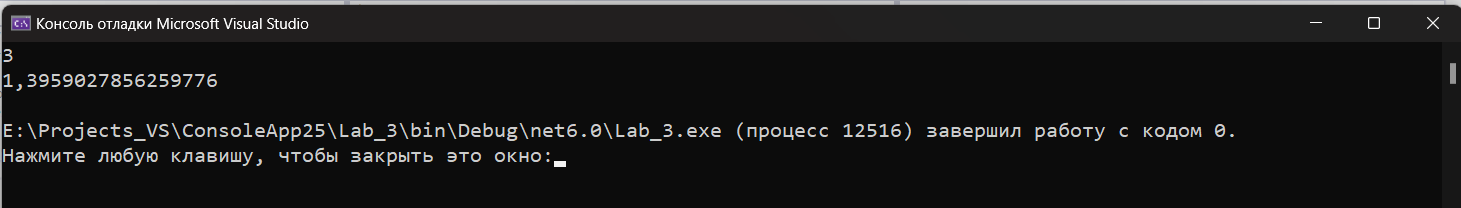 Консоль отладки Microsoft Visual Studio
3
1,3959027856259776
E:\Projects_VS\ConsoleApp25\Lab_3\bin\Debug\net6.0\Lab_3.exe (процесс 12516) завершил работу с кодом 0.
Нажмите любую клавишу, чтобы закрыть это окно: